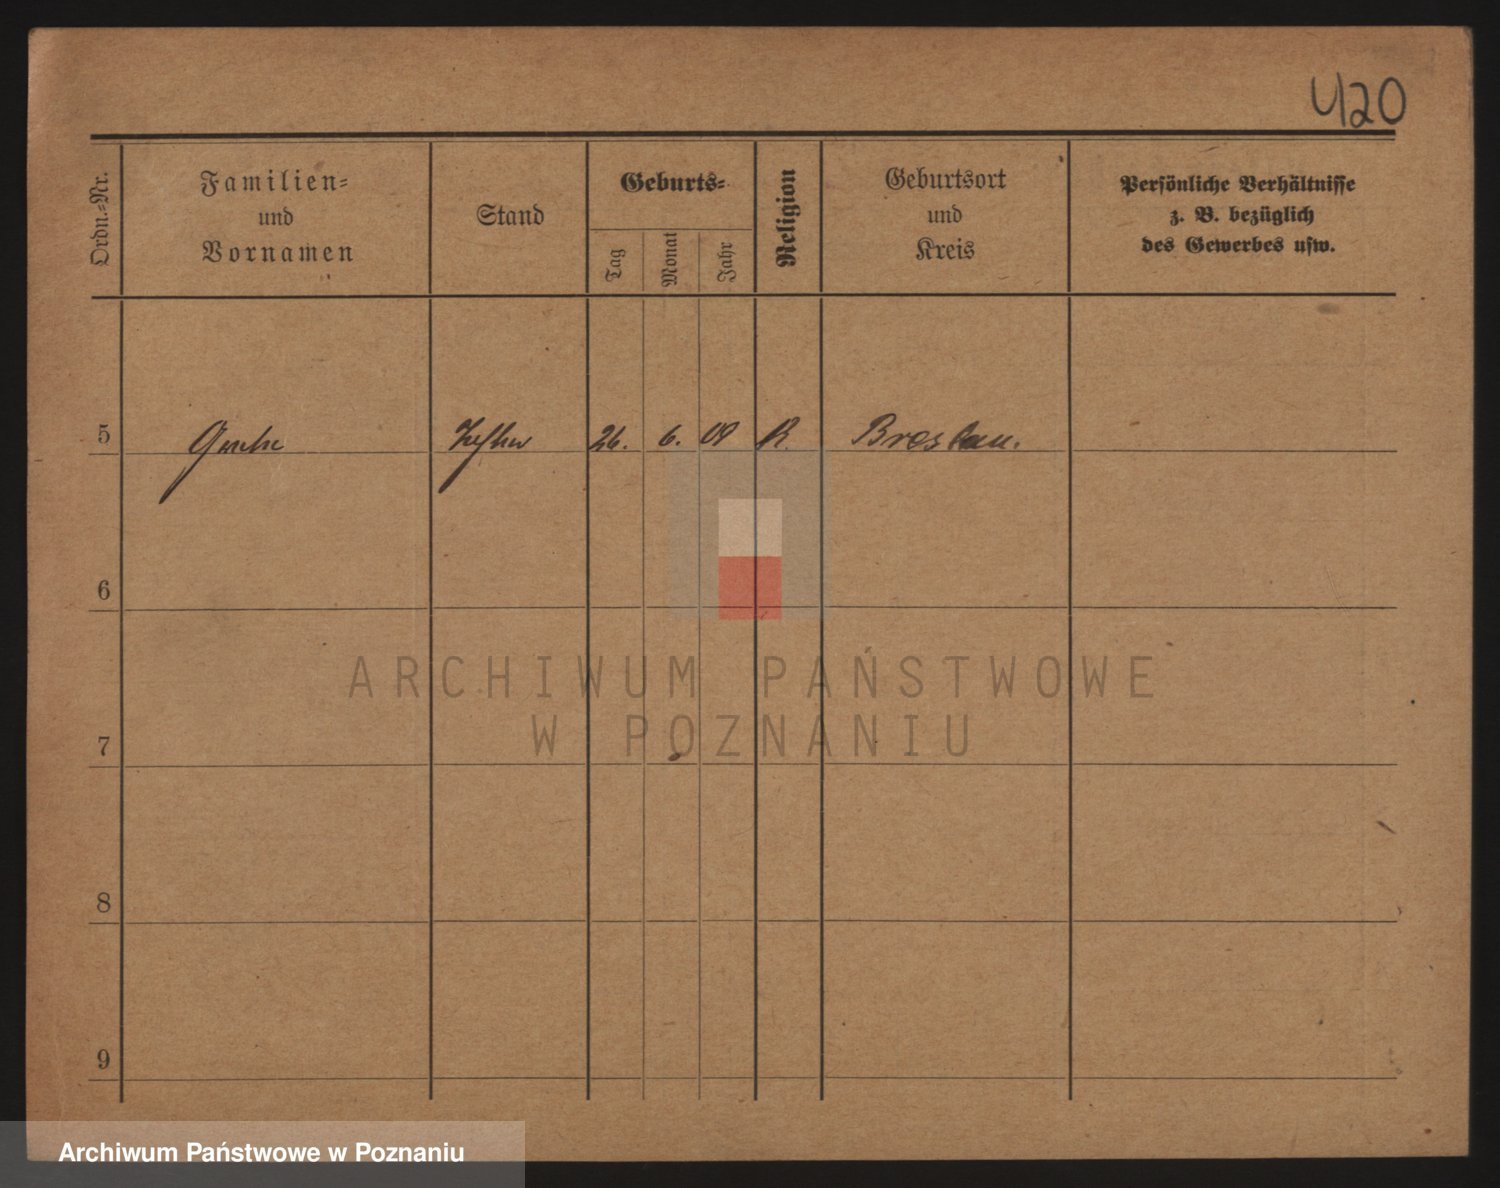 420
Ordn.-Nr.
Familien-
und
Vornamen
Stand
Geburts-
Tag
Monat
Jahr
Religion
Geburtsort
und
Kreis
Persönliche Verhältnisse
z. B. bezüglich
des Gewerbes usw.
5 26. 6. 09 R. Breslau.
6
7
8
9
ARCHIWUM PAŃSTWOWE
W POZNANIU
Archiwum Państwowe w Poznaniu